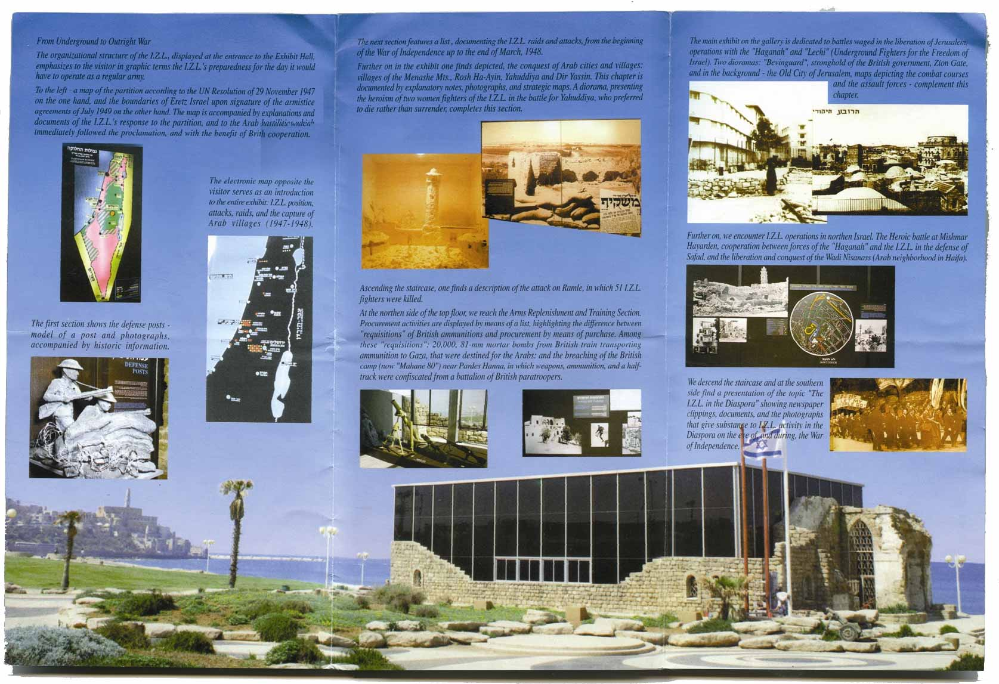 From Underground to Outright War
The organizational structure of the I.Z.L., displayed at the entrance to the Exhibit Hall,
emphasizes to the visitor in graphic terms the I.Z.L.'s preparedness for the day it would
have to operate as a regular army.
To the left - a map of the partition according to the UN Resolution of 29 November 1947
on the one hand, and the boundaries of Eretz Israel upon signature of the armistice
agreements of July 1949 on the other hand. The map is accompanied by explanations and
documents of the I.Z.L.'s response to the partition, and to the Arab hostilities which
immediately followed the proclamation, and with the benefit of Brith cooperation.
גבולות החלוקה
מצרים
The electronic map opposite the
visitor serves as an introduction
to the entire exhibit: I.Z.L. position,
attacks, raids, and the capture of
Arab villages (1947-1948).
עבר-הירדן
ירושלים
The first section shows the defense posts -
model of a post and photographs,
accompanied by historic information.
DEFENSE
POSTS
The next section features a list , documenting the I.Z.L. raids and attacks, from the beginning
of the War of Independence up to the end of March, 1948.
Further on in the exhibit one finds depicted, the conquest of Arab cities and villages:
villages of the Menashe Mts., Rosh Ha-Ayin, Yahuddiya and Dir Yassin. This chapter is
documented by explanatory notes, photographs, and strategic maps. A diorama, presenting
the heroism of two women fighters of the I.Z.L. in the battle for Yahuddiya, who preferred
to die rather than surrender, completes this section.
משקיף
Ascending the staircase, one finds a description of the attack on Ramle, in which 51 I.Z.L.
fighters were killed.
At the northen side of the top floor, we reach the Arms Replenishment and Training Section.
Procurement activities are displayed by means of a list, highlighting the difference between
"requisitions" of British ammunitions and procurement by means of purchase. Among
these "requisitions"; 20,000, 81-mm mortar bombs from British train transporting
ammunition to Gaza, that were destined for the Arabs: and the breaching of the British
camp (now "Mahane 80") near Pardes Hanna, in which weapons, ammunition, and a half-
track were confiscated from a battalion of British paratroopers.
The main exhibit on the gallery is dedicated to battles waged in the liberation of Jerusalem,
operations with the "Haganah" and "Lechi" (Underground Fighters for the Freedom of
Israel). Two dioramas: "Bevinguard", stronghold of the British government, Zion Gate,
and in the background - the Old City of Jerusalem, maps depicting the combat courses
and the assault forces - complement this
chapter.
הרובע היהודי
Further on, we encounter I.Z.L. operations in northen Israel. The Heroic battle at Mishmar
Hayarden, cooperation between forces of the "Haganah" and the I.Z.L. in the defense of
Safad, and the liberation and conquest of the Wadi Nisanass (Arab neighborhood in Haifa).
We descend the staircase and at the southern
side find a presentation of the topic "The
I.Z.L. in the Diaspora" showing newspaper
clippings, documents, and the photographs
that give substance to I.Z.L. activity in the
Diaspora on the eve of, and during, the War
of Independence.